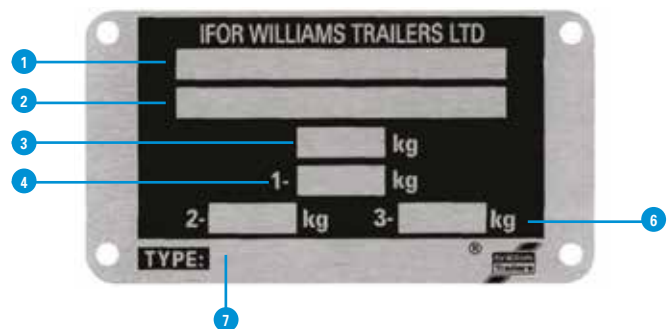 IFOR WILLIAMS TRAILERS LTD
1
2
3 kg
4 1- kg
2- kg 3- kg 6
TYPE: ®
7